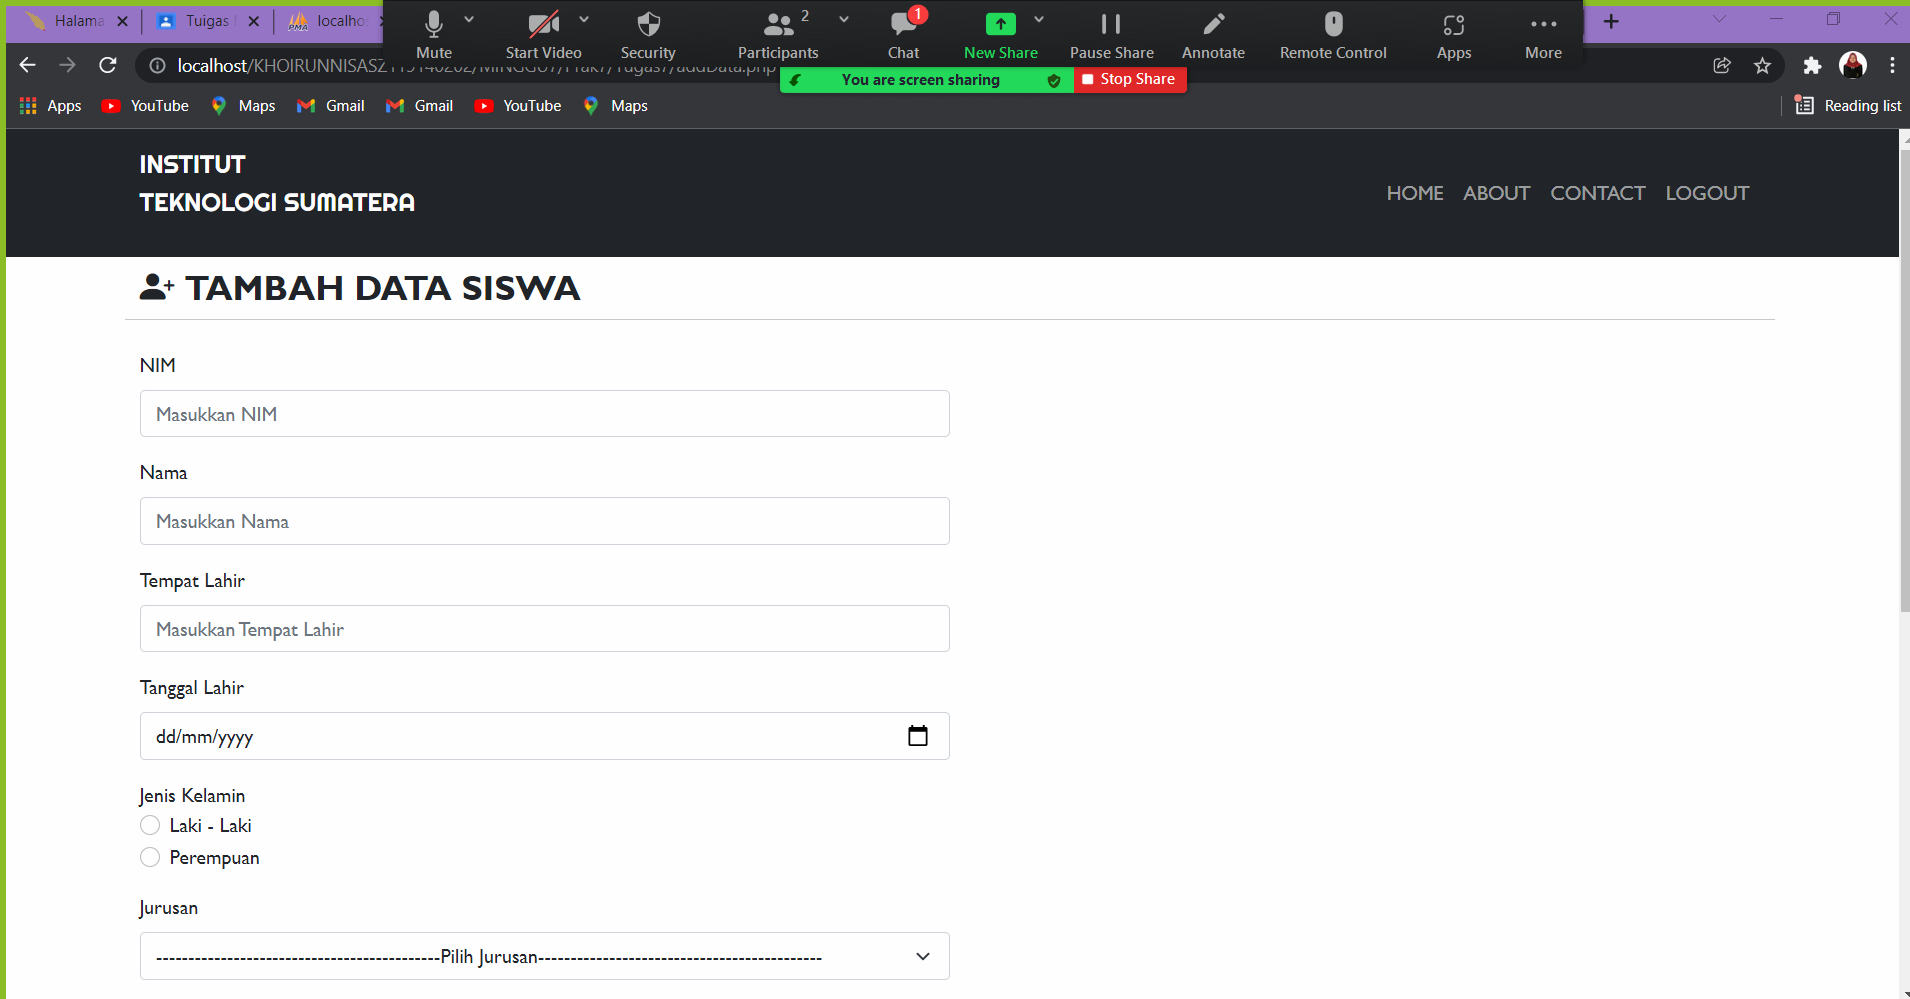 Halama
Tuigas
localho
Mute
Start Video
Security
Participants 2
Chat 1
New Share
Pause Share
Annotate
Remote Control
Apps
More
You are screen sharing
Stop Share
Apps YouTube Maps Gmail Gmail YouTube Maps Reading list
INSTITUT
TEKNOLOGI SUMATERA
HOME ABOUT CONTACT LOGOUT
TAMBAH DATA SISWA
NIM
Masukkan NIM
Nama
Masukkan Nama
Tempat Lahir
Masukkan Tempat Lahir
Tanggal Lahir
dd/mm/yyyy
Jenis Kelamin
Laki - Laki
Perempuan
Jurusan
--------------------------------------------Pilih Jurusan--------------------------------------------